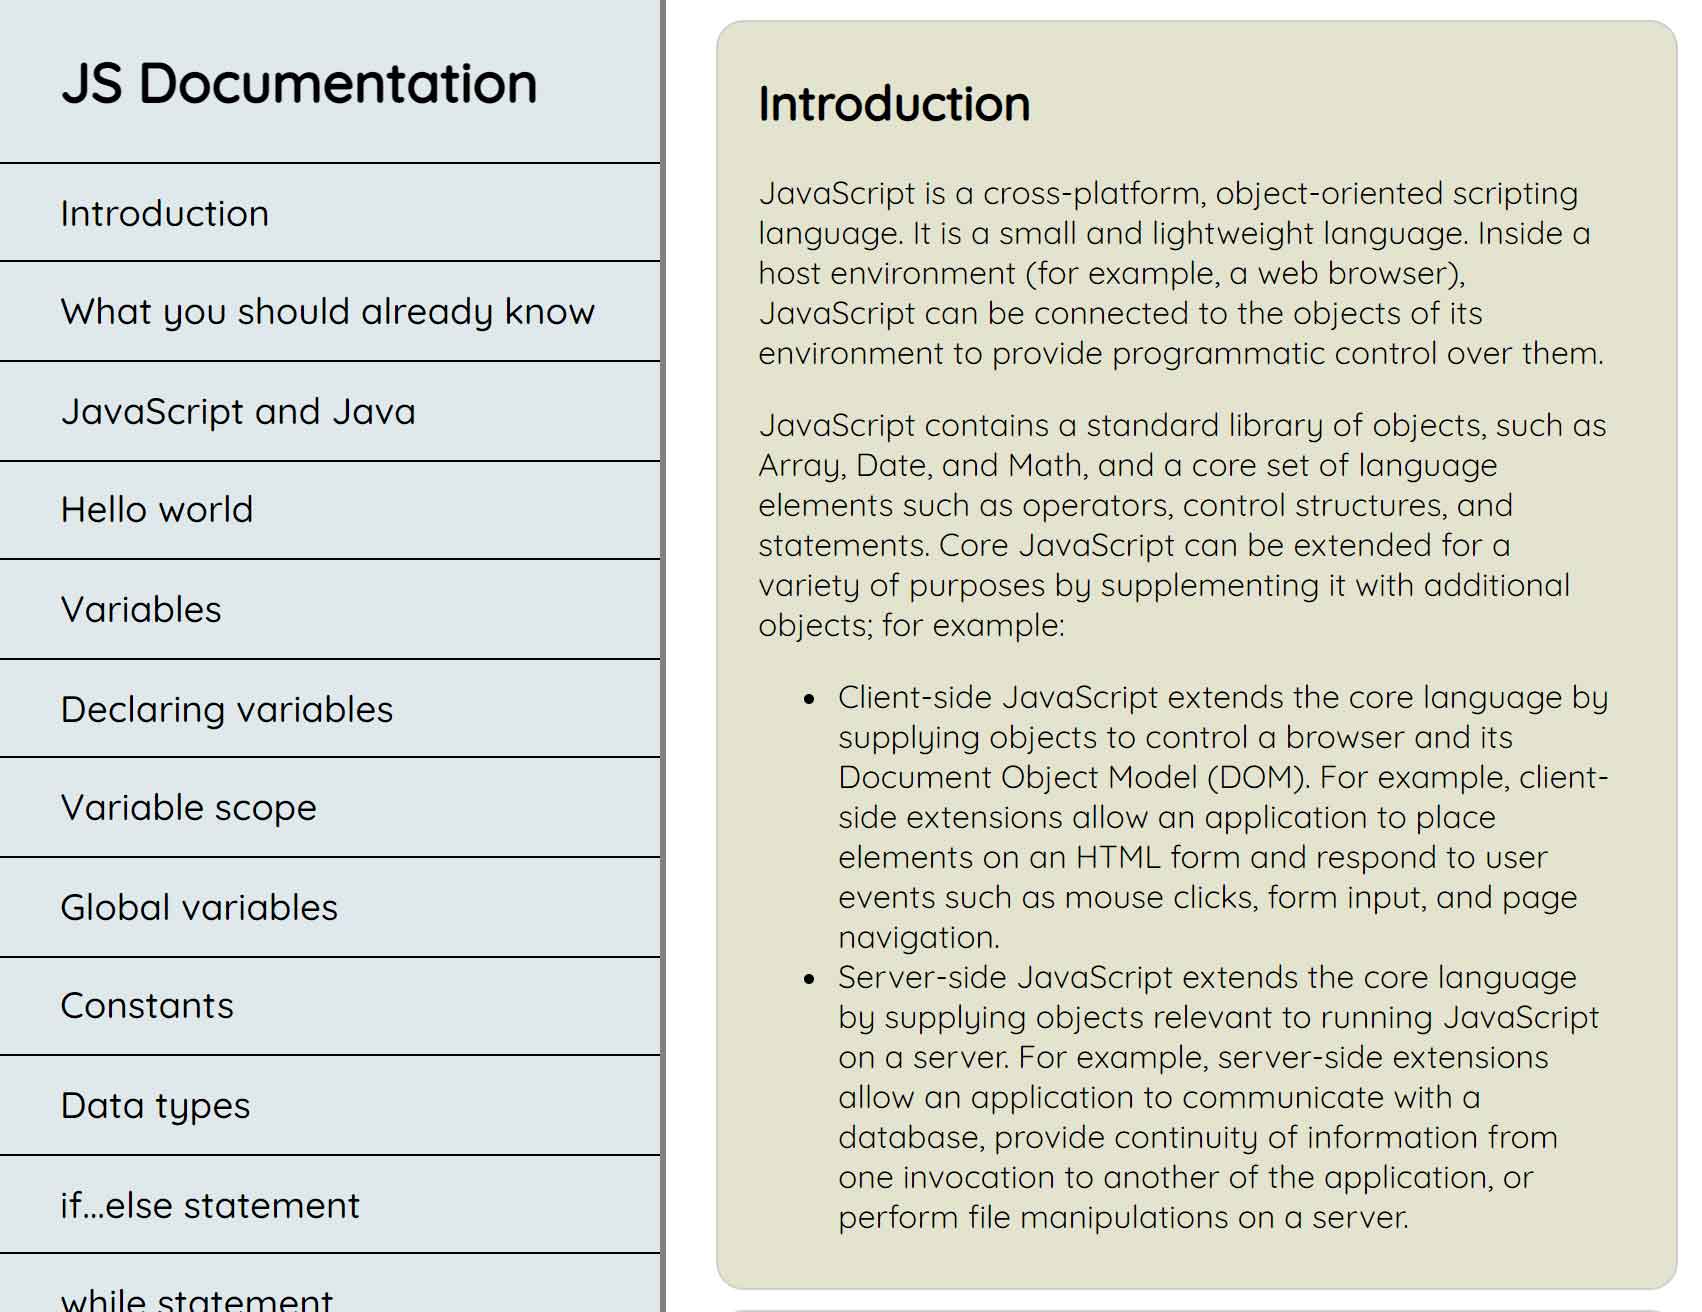 JS Documentation
Introduction
What you should already know
JavaScript and Java
Hello world
Variables
Declaring variables
Variable scope
Global variables
Constants
Data types
if...else statement
while statement
Introduction
JavaScript is a cross-platform, object-oriented scripting
language. It is a small and lightweight language. Inside a
host environment (for example, a web browser),
JavaScript can be connected to the objects of its
environment to provide programmatic control over them.
JavaScript contains a standard library of objects, such as
Array, Date, and Math, and a core set of language
elements such as operators, control structures, and
statements. Core JavaScript can be extended for a
variety of purposes by supplementing it with additional
objects; for example:
• Client-side JavaScript extends the core language by
supplying objects to control a browser and its
Document Object Model (DOM). For example, client-
side extensions allow an application to place
elements on an HTML form and respond to user
events such as mouse clicks, form input, and page
navigation.
• Server-side JavaScript extends the core language
by supplying objects relevant to running JavaScript
on a server. For example, server-side extensions
allow an application to communicate with a
database, provide continuity of information from
one invocation to another of the application, or
perform file manipulations on a server.